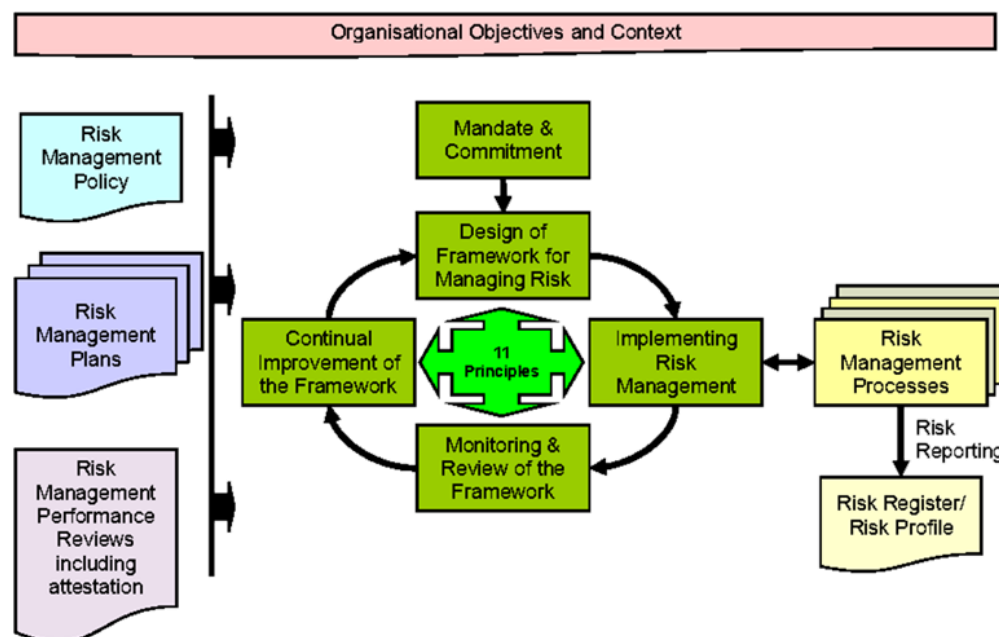 Organisational Objectives and Context
Risk
Management
Policy
Risk
Management
Plans
Risk
Management
Performance
Reviews
including
attestation
Mandate &
Commitment
Design of
Framework for
Managing Risk
Continual
Improvement of
the Framework
11
Principles
Implementing
Risk
Management
Monitoring &
Review of the
Framework
Risk
Management
Processes
Risk
Reporting
Risk Register/
Risk Profile